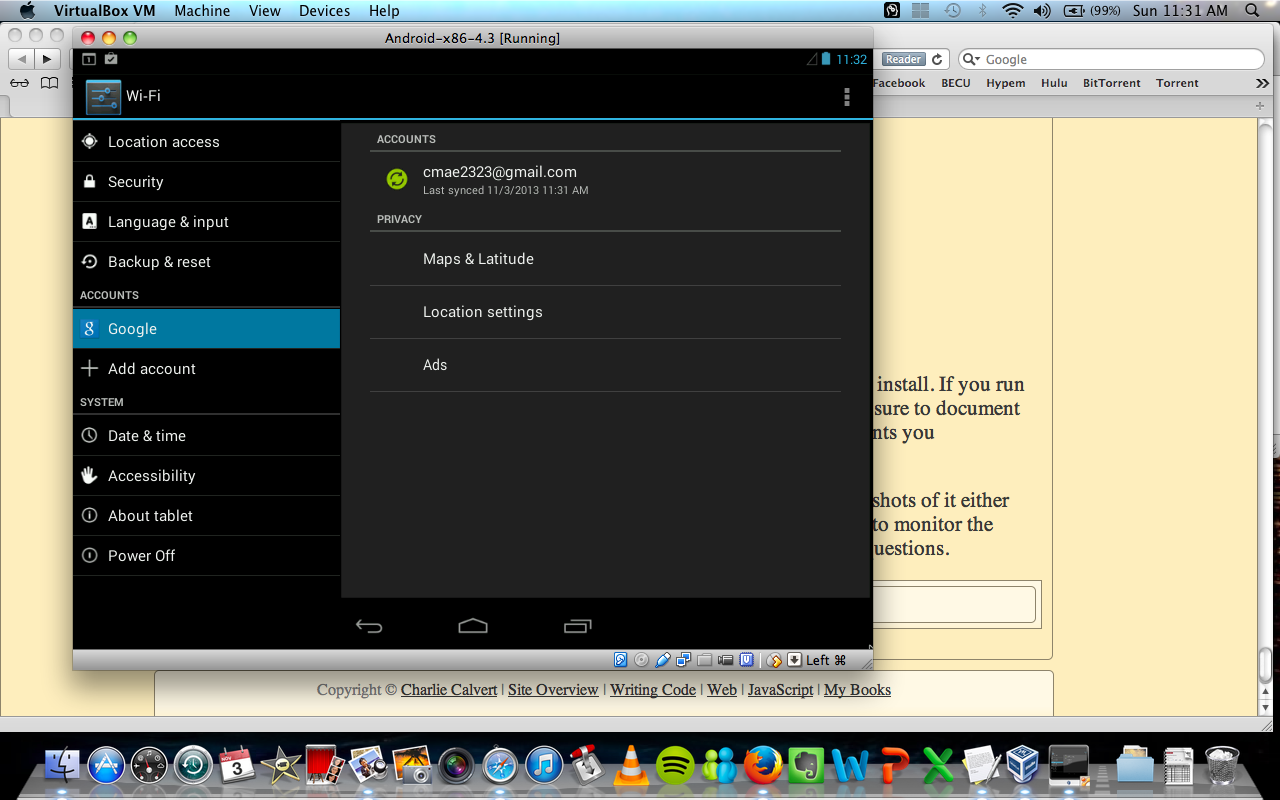 VirtualBox VM Machine View Devices Help (99%) Sun 11:31 AM
Android-x86-4.3 [Running]
Reader Google
Facebook BECU Hypem Hulu BitTorrent Torrent
11:32
Wi-Fi
Location access
Security
Language & input
Backup & reset
ACCOUNTS
Google
Add account
SYSTEM
Date & time
Accessibility
About tablet
Power Off
ACCOUNTS
cmae2323@gmail.com
Last synced 11/3/2013 11:31 AM
PRIVACY
Maps & Latitude
Location settings
Ads
install. If you run
sure to document
nts you
shots of it either
to monitor the
uestions.
Left ⌘
Copyright © Charlie Calvert | Site Overview | Writing Code | Web | JavaScript | My Books
NOV
3